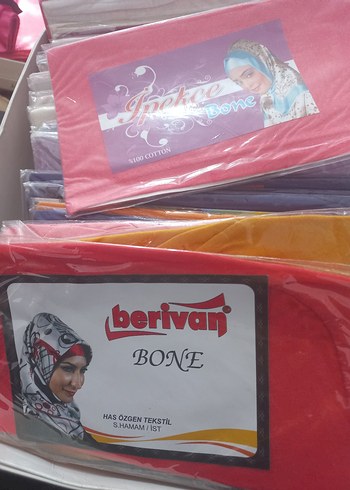 İpekçe
Bone
%100 COTTON
berivan
BONE
HAS ÖZGEN TEKSTİL
S.HAMAM / İST